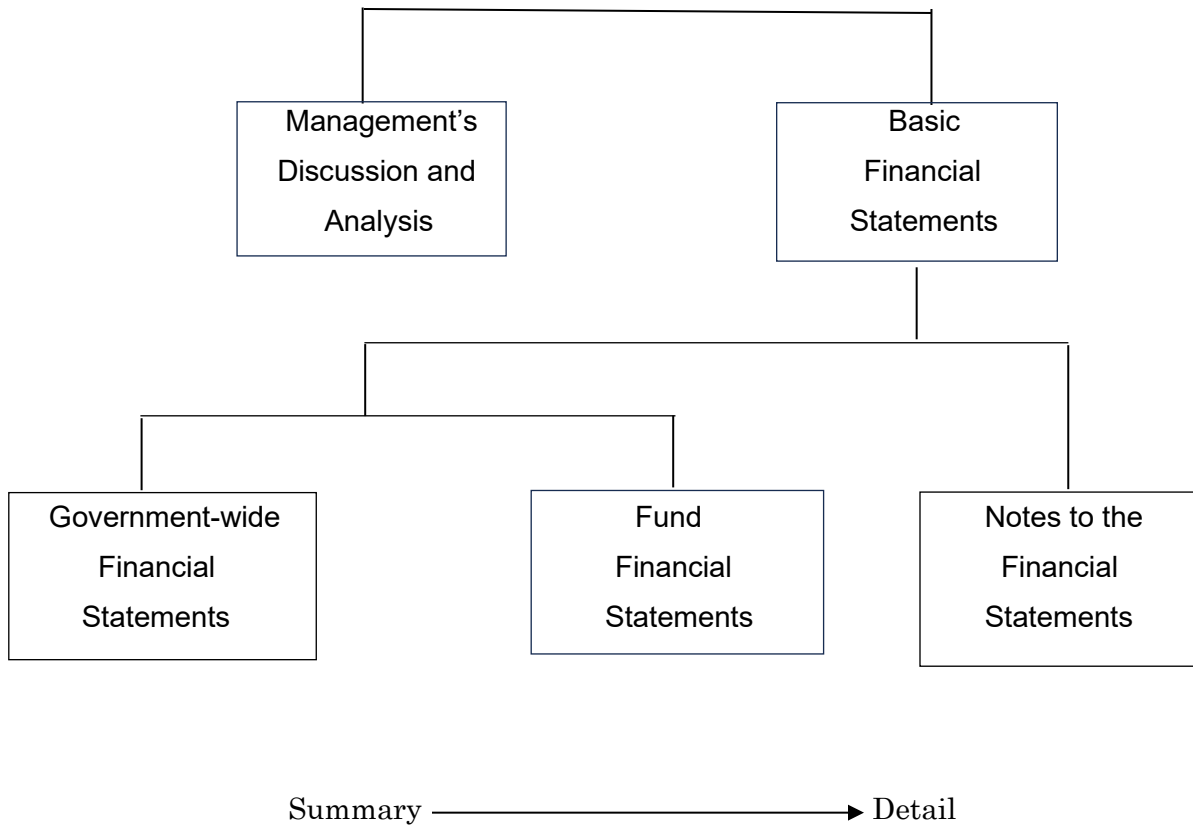 Management’s
Discussion and
Analysis
Basic
Financial
Statements
Government-wide
Financial
Statements
Fund
Financial
Statements
Notes to the
Financial
Statements
Summary
Detail